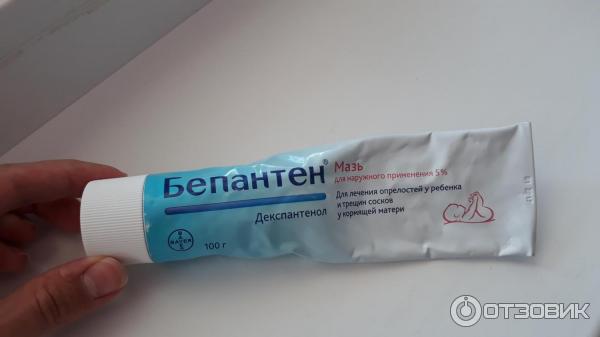 Бепантен®
Декспантенол
100 г
BAYER
Мазь
для наружного применения 5%
Для лечения опрелостей у ребенка
и трещин сосков
у кормящей матери
ОТЗОВИК